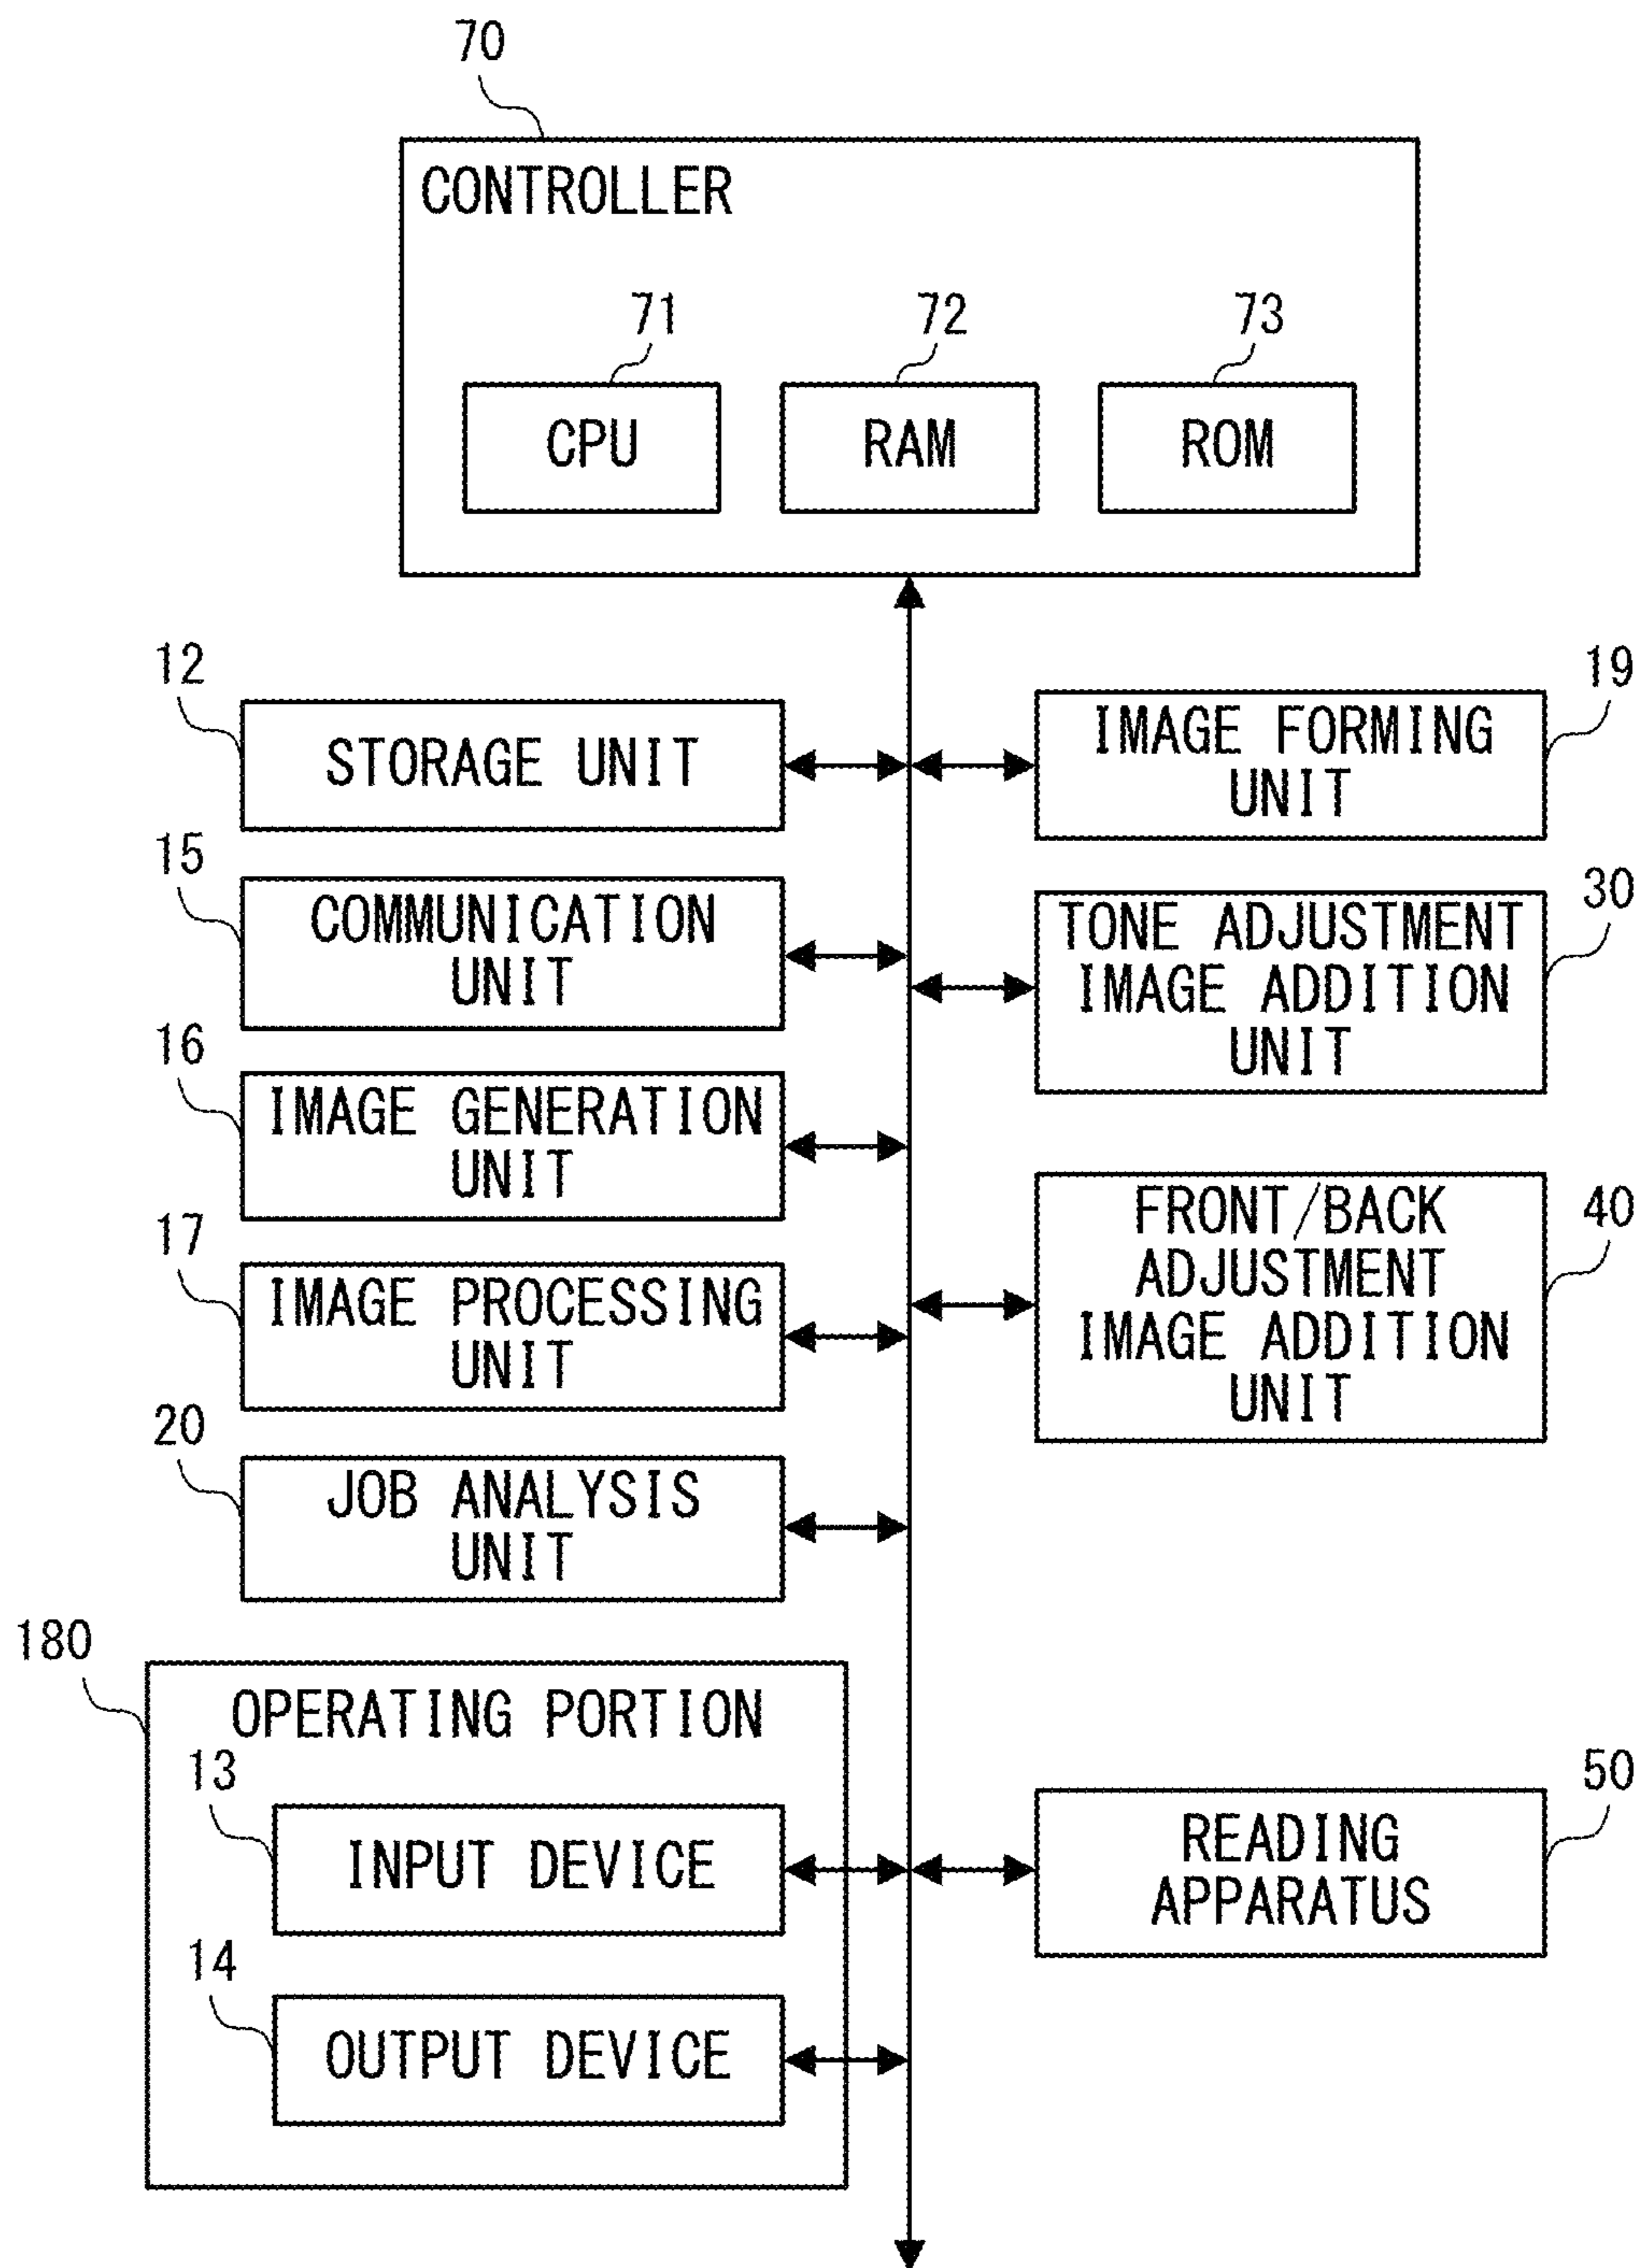 70
CONTROLLER
71
72
73
CPU
RAM
ROM
12
STORAGE UNIT
15
COMMUNICATION
UNIT
16
IMAGE GENERATION
UNIT
17
IMAGE PROCESSING
UNIT
20
JOB ANALYSIS
UNIT
180
OPERATING PORTION
13
INPUT DEVICE
14
OUTPUT DEVICE
19
IMAGE FORMING
UNIT
30
TONE ADJUSTMENT
IMAGE ADDITION
UNIT
40
FRONT/BACK
ADJUSTMENT
IMAGE ADDITION
UNIT
50
READING
APPARATUS